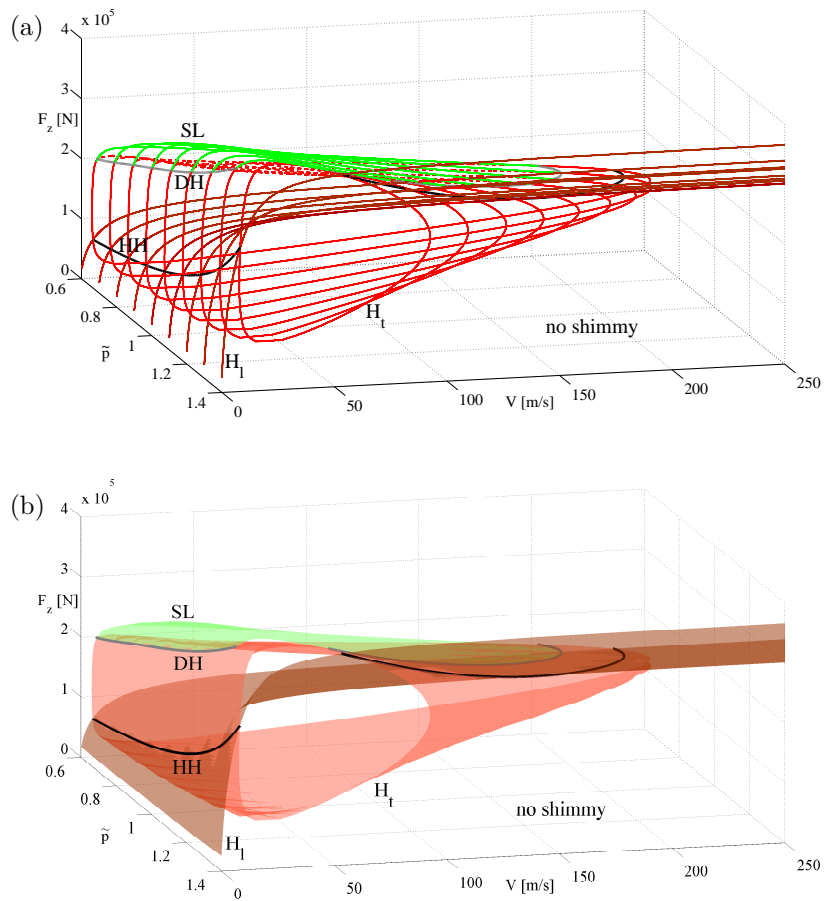 (a)
x 10^5
4
3
F_z [N]
2
1
0
SL
DH
HH
H_t
H_l
no shimmy
0.6
0.8
1
1.2
1.4
p̃
0
50
100
150
200
250
V [m/s]
(b)
x 10^5
4
3
F_z [N]
2
1
0
SL
DH
HH
H_t
H_l
no shimmy
0.6
0.8
1
1.2
1.4
p̃
0
50
100
150
200
250
V [m/s]